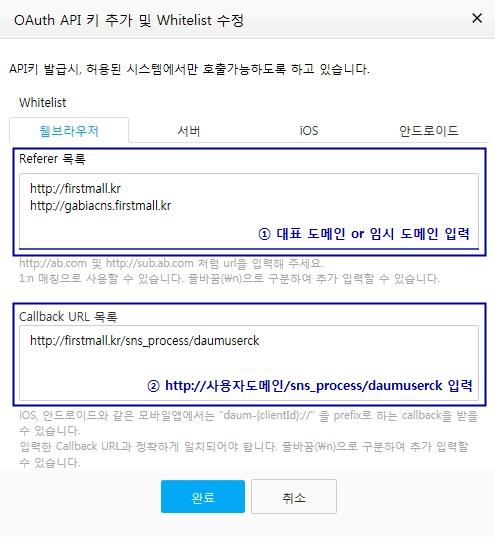 OAuth API 키 추가 및 Whitelist 수정
API키 발급시, 허용된 시스템에서만 호출가능하도록 하고 있습니다.
Whitelist
웹브라우저 서버 iOS 안드로이드
Referer 목록
http://firstmall.kr
http://gabiacns.firstmall.kr
① 대표 도메인 or 임시 도메인 입력
http://ab.com 및 http://sub.ab.com 처럼 url을 입력해 주세요.
1:n 매칭으로 사용할 수 있습니다. 줄바꿈(₩n)으로 구분하여 추가 입력할 수 있습니다.
Callback URL 목록
http://firstmall.kr/sns_process/daumuserck
② http://사용자도메인/sns_process/daumuserck 입력
iOS, 안드로이드와 같은 모바일앱에서는 "daum-{clientId}://" 을 prefix로 하는 callback을 받을
수 있습니다.
입력한 Callback URL과 정확하게 일치되어야 합니다. 줄바꿈(₩n)으로 구분하여 추가 입력할
수 있습니다.
완료 취소